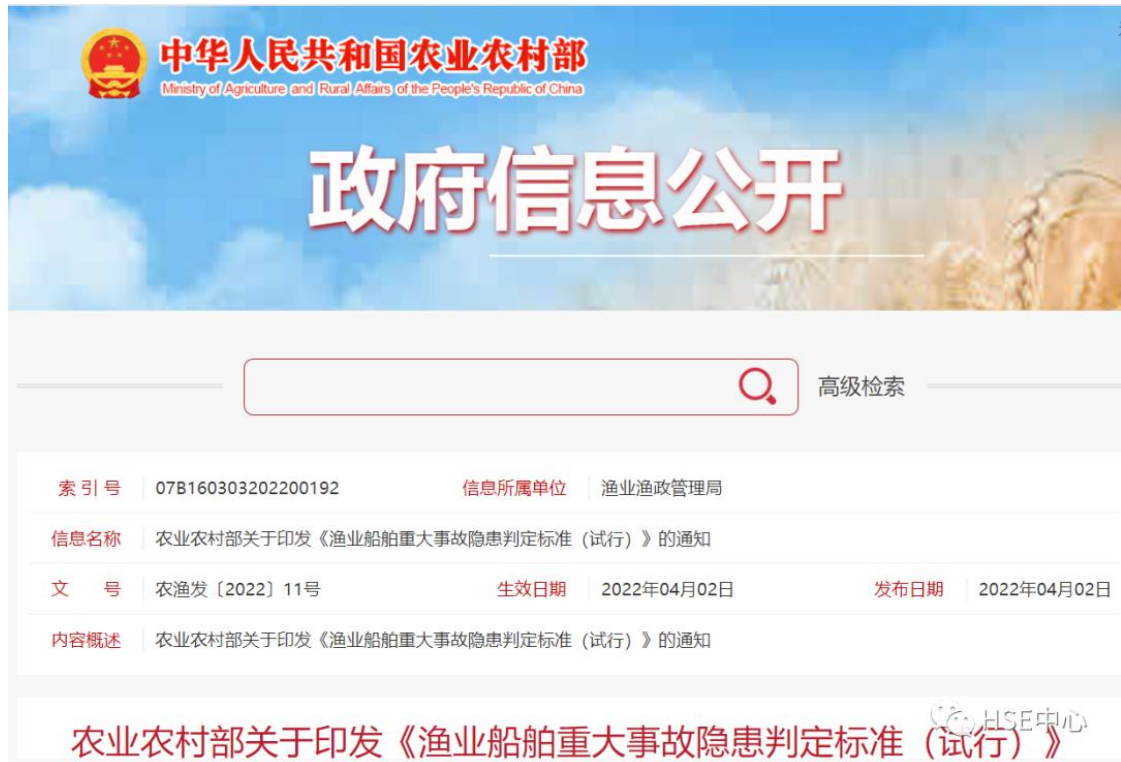 中华人民共和国农业农村部
Ministry of Agriculture and Rural Affairs of the People's Republic of China
政府信息公开
高级检索
索引号 07B160303202200192 信息所属单位 渔业渔政管理局
信息名称 农业农村部关于印发《渔业船舶重大事故隐患判定标准（试行）》的通知
文 号 农渔发〔2022〕11号 生效日期 2022年04月02日 发布日期 2022年04月02日
内容概述 农业农村部关于印发《渔业船舶重大事故隐患判定标准（试行）》的通知
HSE中心
农业农村部关于印发《渔业船舶重大事故隐患判定标准（试行）》